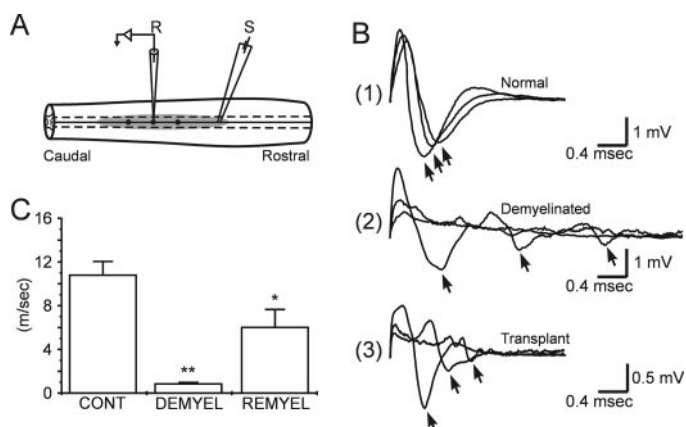 A
R
S
Caudal
Rostral
B
(1)
Normal
1 mV
0.4 msec
(2)
Demyelinated
1 mV
0.4 msec
(3)
Transplant
0.5 mV
0.4 msec
C
16
12
8
4
0
(m/sec)
**
*
CONT DEMYEL REMYEL